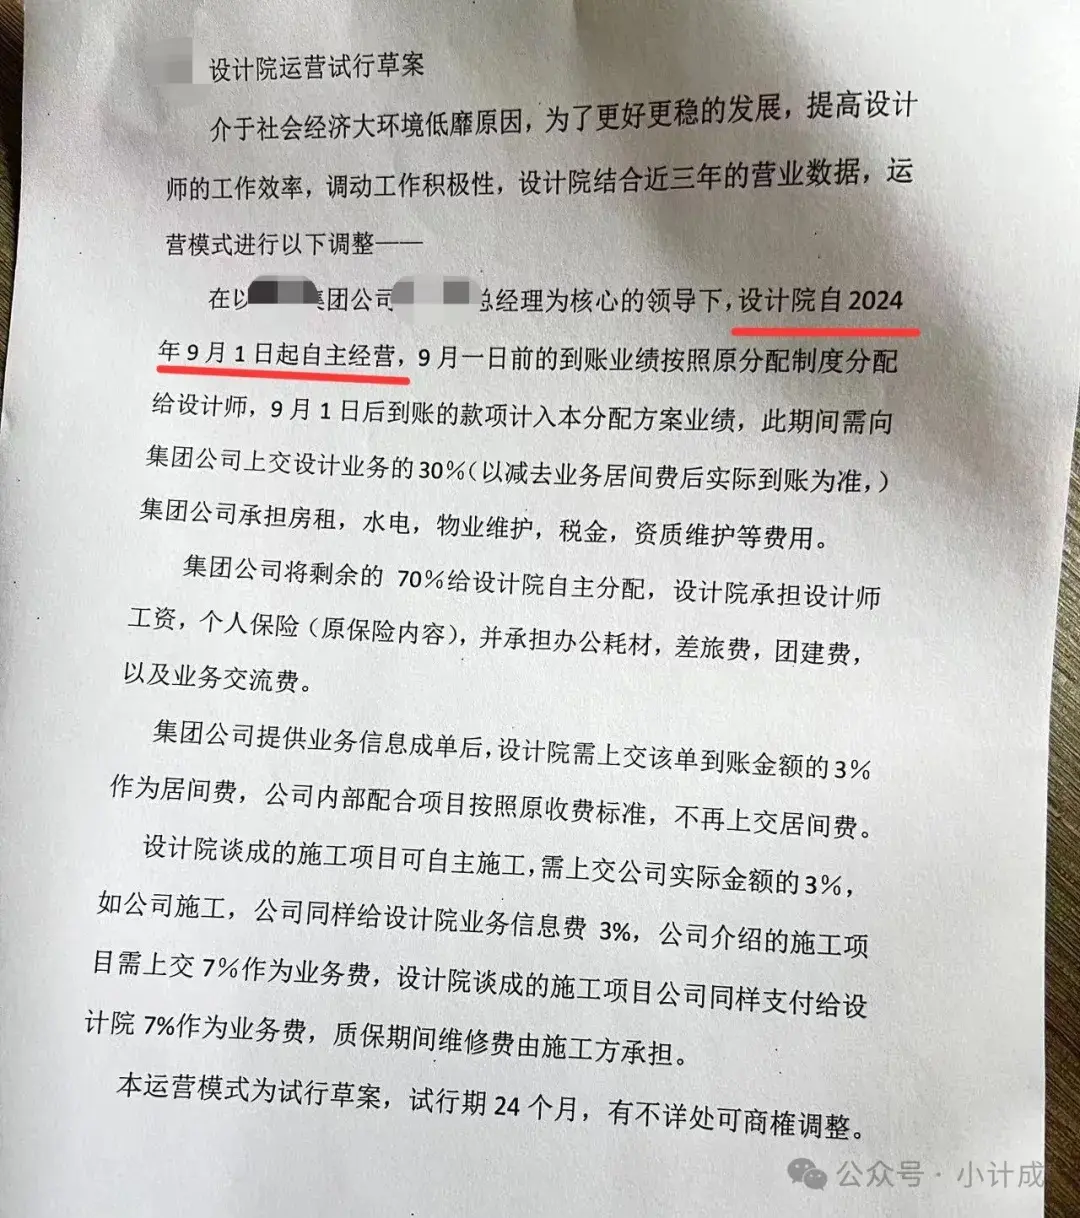 设计院运营试行草案
介于社会经济大环境低靡原因，为了更好更稳的发展，提高设计
师的工作效率，调动工作积极性，设计院结合近三年的营业数据，运
营模式进行以下调整——
在以 集团公司 总经理为核心的领导下，设计院自2024
年9月1日起自主经营，9月一日前的到账业绩按照原分配制度分配
给设计师，9月1日后到账的款项计入本分配方案业绩，此期间需向
集团公司上交设计业务的30%（以减去业务居间费后实际到账为准，）
集团公司承担房租，水电，物业维护，税金，资质维护等费用。
集团公司将剩余的 70%给设计院自主分配，设计院承担设计师
工资，个人保险（原保险内容），并承担办公耗材，差旅费，团建费，
以及业务交流费。
集团公司提供业务信息成单后，设计院需上交该单到账金额的3%
作为居间费，公司内部配合项目按照原收费标准，不再上交居间费。
设计院谈成的施工项目可自主施工，需上交公司实际金额的3%，
如公司施工，公司同样给设计院业务信息费 3%，公司介绍的施工项
目需上交7%作为业务费，设计院谈成的施工项目公司同样支付给设
计院7%作为业务费，质保期间维修费由施工方承担。
本运营模式为试行草案，试行期24个月，有不详处可商榷调整。
公众号·小计成